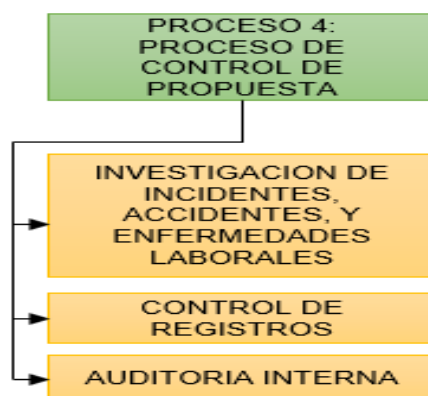 PROCESO 4:
PROCESO DE
CONTROL DE
PROPUESTA
INVESTIGACION DE
INCIDENTES,
ACCIDENTES, Y
ENFERMEDADES
LABORALES
CONTROL DE
REGISTROS
AUDITORIA INTERNA